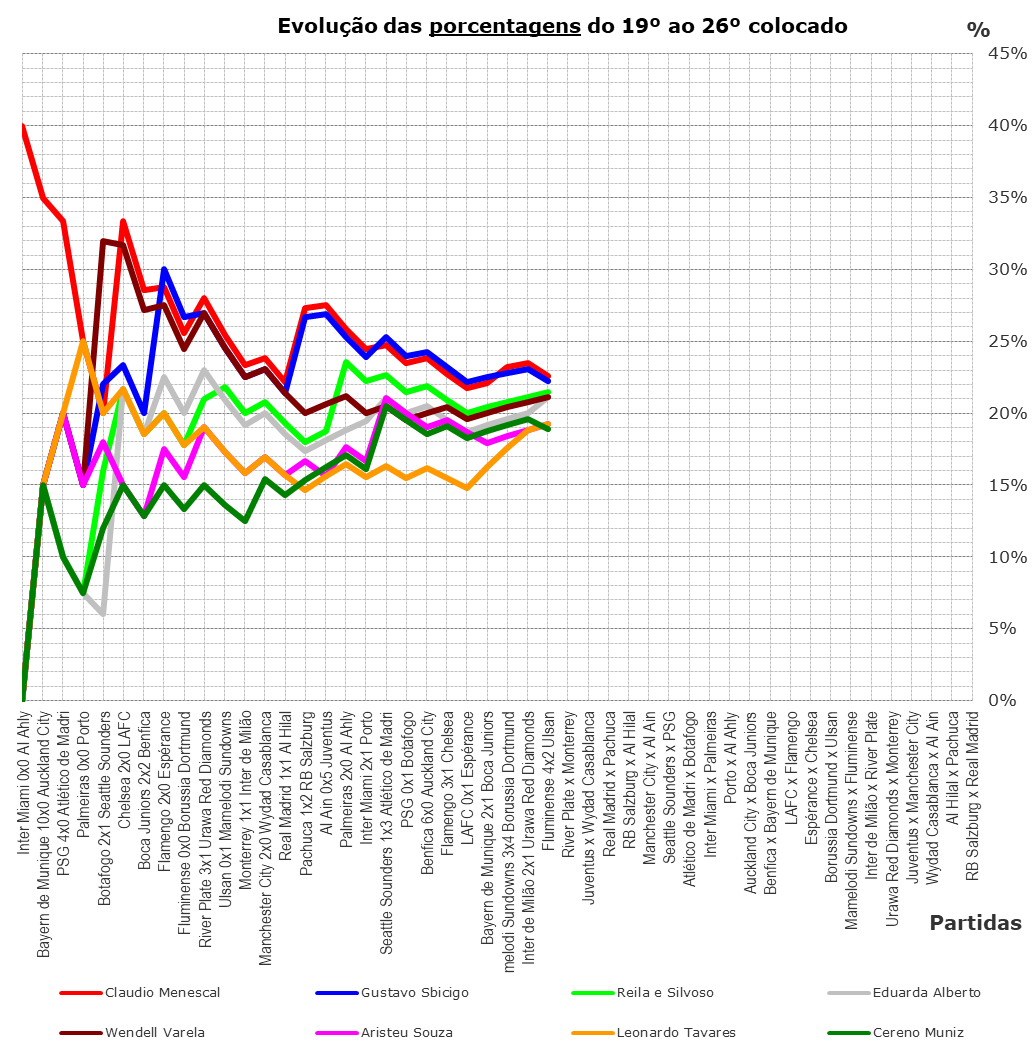 Evolução das porcentagens do 19º ao 26º colocado
%
45%
40%
35%
30%
25%
20%
15%
10%
5%
0%
Inter Miami 0x0 Al Ahly
Bayern de Munique 10x0 Auckland City
PSG 4x0 Atlético de Madri
Palmeiras 0x0 Porto
Botafogo 2x1 Seattle Sounders
Chelsea 2x0 LAFC
Boca Juniors 2x2 Benfica
Flamengo 2x0 Espérance
Fluminense 0x0 Borussia Dortmund
River Plate 3x1 Urawa Red Diamonds
Ulsan 0x1 Mamelodi Sundowns
Monterrey 1x1 Inter de Milão
Manchester City 2x0 Wydad Casablanca
Real Madrid 1x1 Al Hilal
Pachuca 1x2 RB Salzburg
Al Ain 0x5 Juventus
Palmeiras 2x0 Al Ahly
Inter Miami 2x1 Porto
Seattle Sounders 1x3 Atlético de Madri
PSG 0x1 Botafogo
Benfica 6x0 Auckland City
Flamengo 3x1 Chelsea
LAFC 0x1 Espérance
Bayern de Munique 2x1 Boca Juniors
melodi Sundowns 3x4 Borussia Dortmund
Inter de Milão 2x1 Urawa Red Diamonds
Fluminense 4x2 Ulsan
River Plate x Monterrey
Juventus x Wydad Casablanca
Real Madrid x Pachuca
RB Salzburg x Al Hilal
Manchester City x Al Ain
Seattle Sounders x PSG
Atlético de Madri x Botafogo
Inter Miami x Palmeiras
Porto x Al Ahly
Auckland City x Boca Juniors
Benfica x Bayern de Munique
LAFC x Flamengo
Espérance x Chelsea
Borussia Dortmund x Ulsan
Mamelodi Sundowns x Fluminense
Inter de Milão x River Plate
Urawa Red Diamonds x Monterrey
Juventus x Manchester City
Wydad Casablanca x Al Ain
Al Hilal x Pachuca
RB Salzburg x Real Madrid
Partidas
Claudio Menescal
Gustavo Sbicigo
Reila e Silvoso
Eduarda Alberto
Wendell Varela
Aristeu Souza
Leonardo Tavares
Cereno Muniz